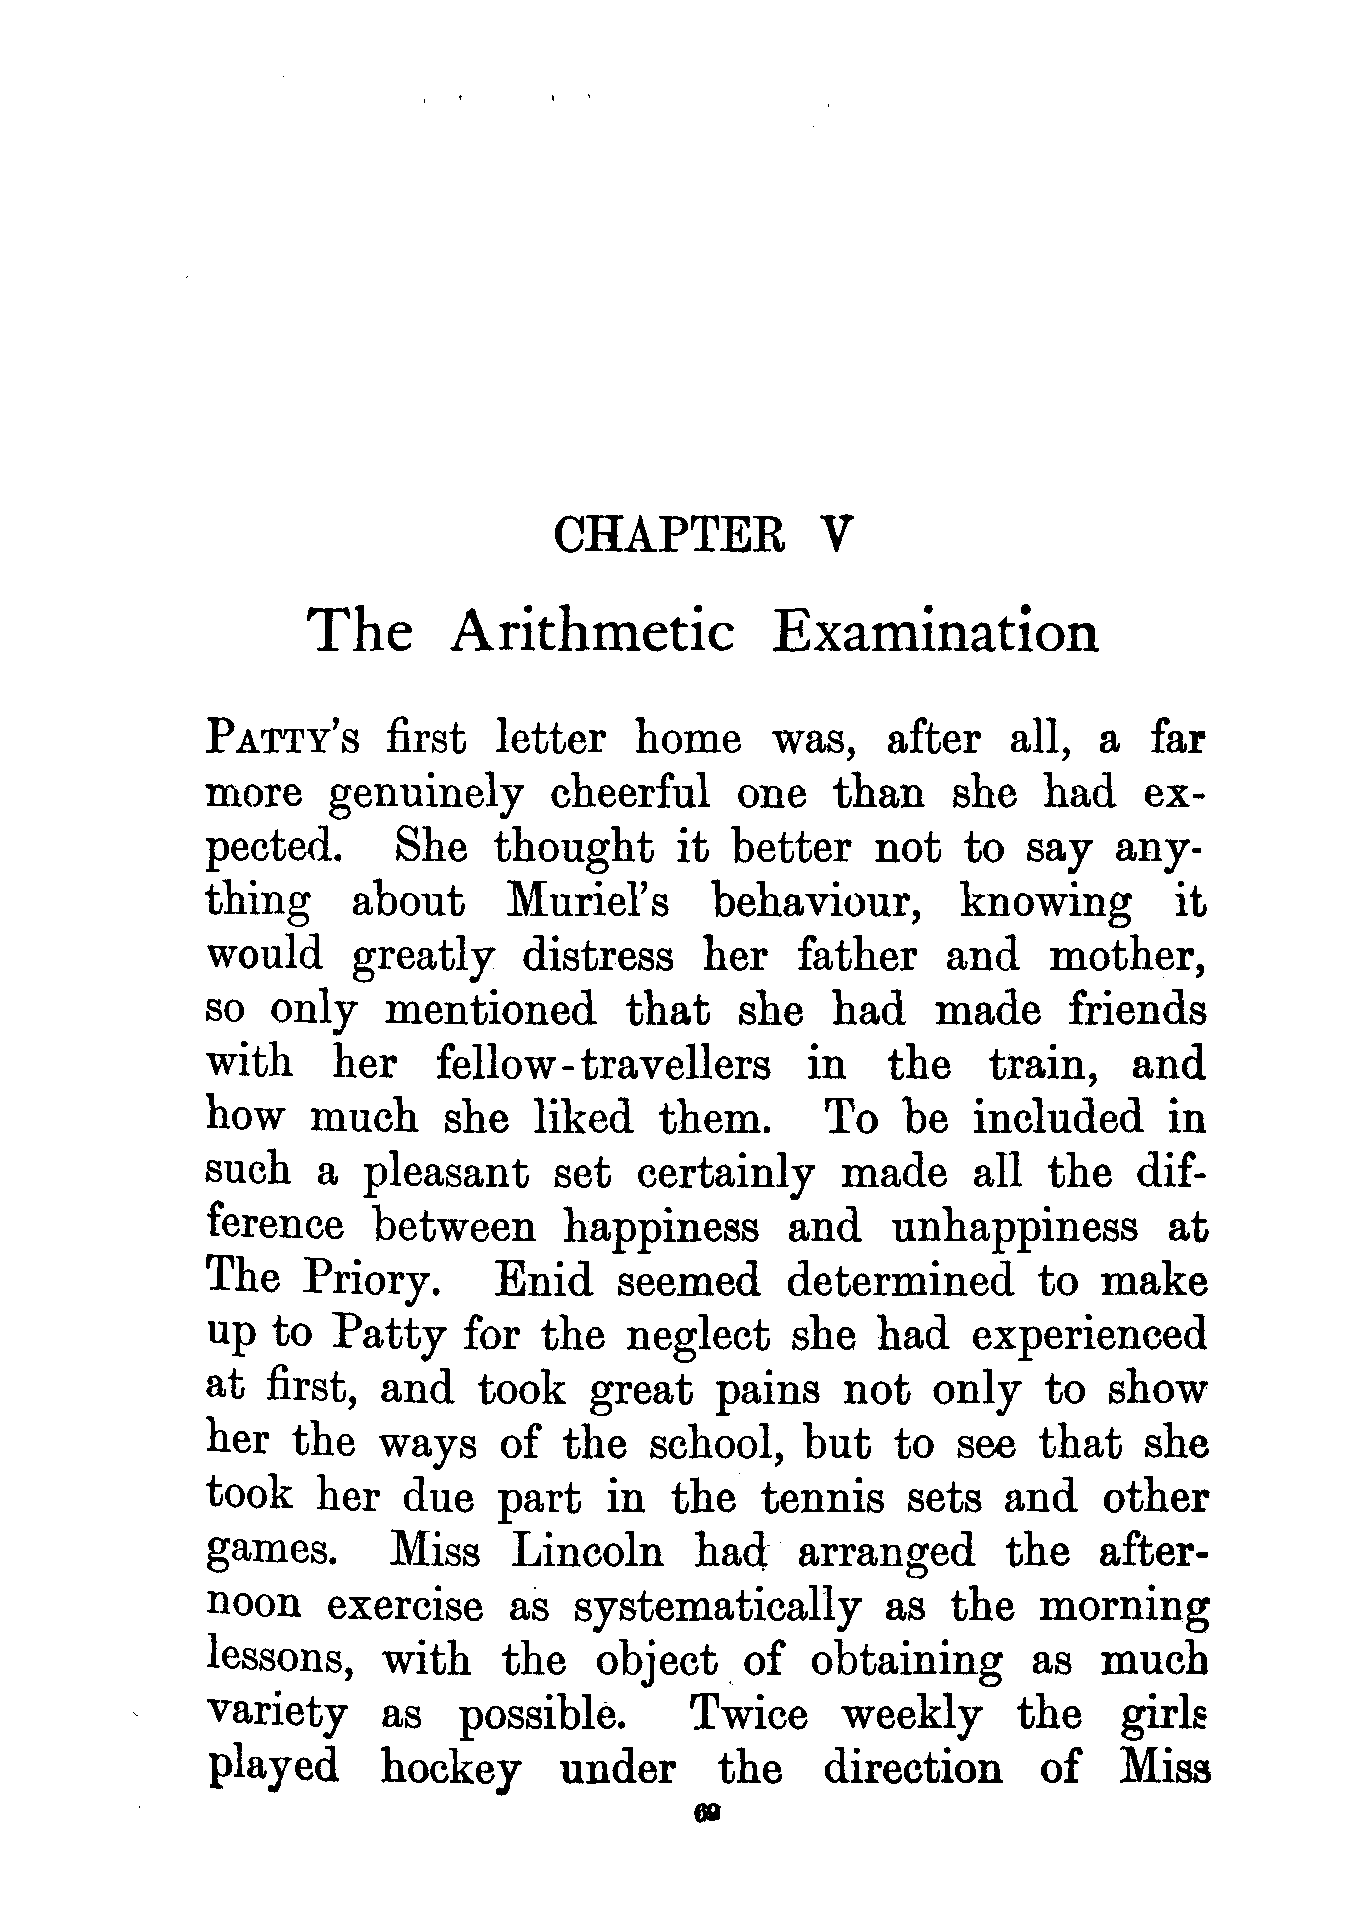 CHAPTER V
The Arithmetic Examination
PATTY'S first letter home was, after all, a far
more genuinely cheerful one than she had ex-
pected. She thought it better not to say any-
thing about Muriel's behaviour, knowing it
would greatly distress her father and mother,
so only mentioned that she had made friends
with her fellow-travellers in the train, and
how much she liked them. To be included in
such a pleasant set certainly made all the dif-
ference between happiness and unhappiness at
The Priory. Enid seemed determined to make
up to Patty for the neglect she had experienced
at first, and took great pains not only to show
her the ways of the school, but to see that she
took her due part in the tennis sets and other
games. Miss Lincoln had arranged the after-
noon exercise as systematically as the morning
lessons, with the object of obtaining as much
variety as possible. Twice weekly the girls
played hockey under the direction of Miss